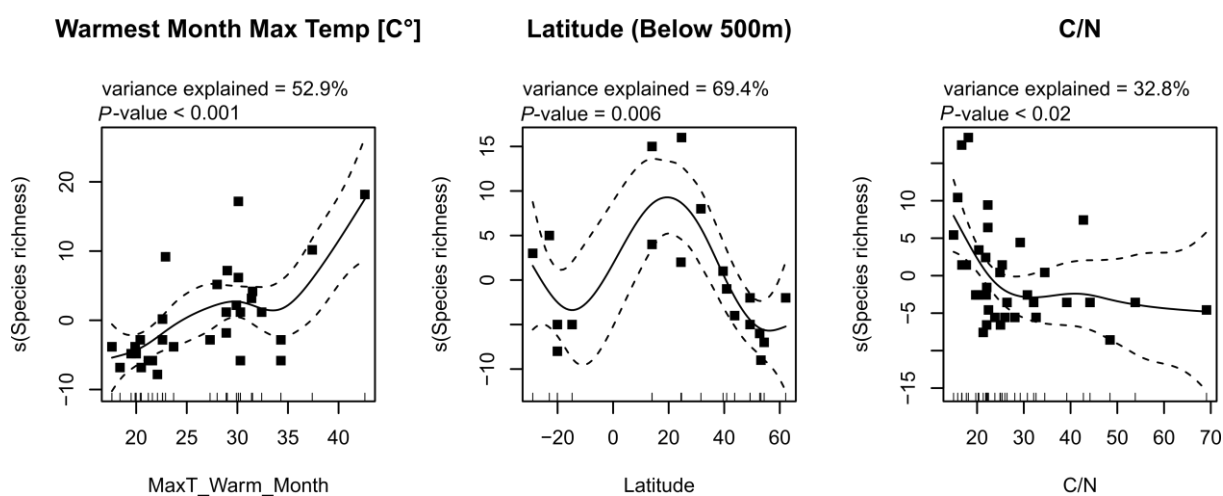 Warmest Month Max Temp [C°]
variance explained = 52.9%
P-value < 0.001
s(Species richness)
20
10
0
−10
20
25
30
35
40
MaxT_Warm_Month
Latitude (Below 500m)
variance explained = 69.4%
P-value = 0.006
s(Species richness)
15
10
5
0
−5
−10
−20
0
20
40
60
Latitude
C/N
variance explained = 32.8%
P-value < 0.02
s(Species richness)
10
5
0
−5
−15
20
30
40
50
60
70
C/N